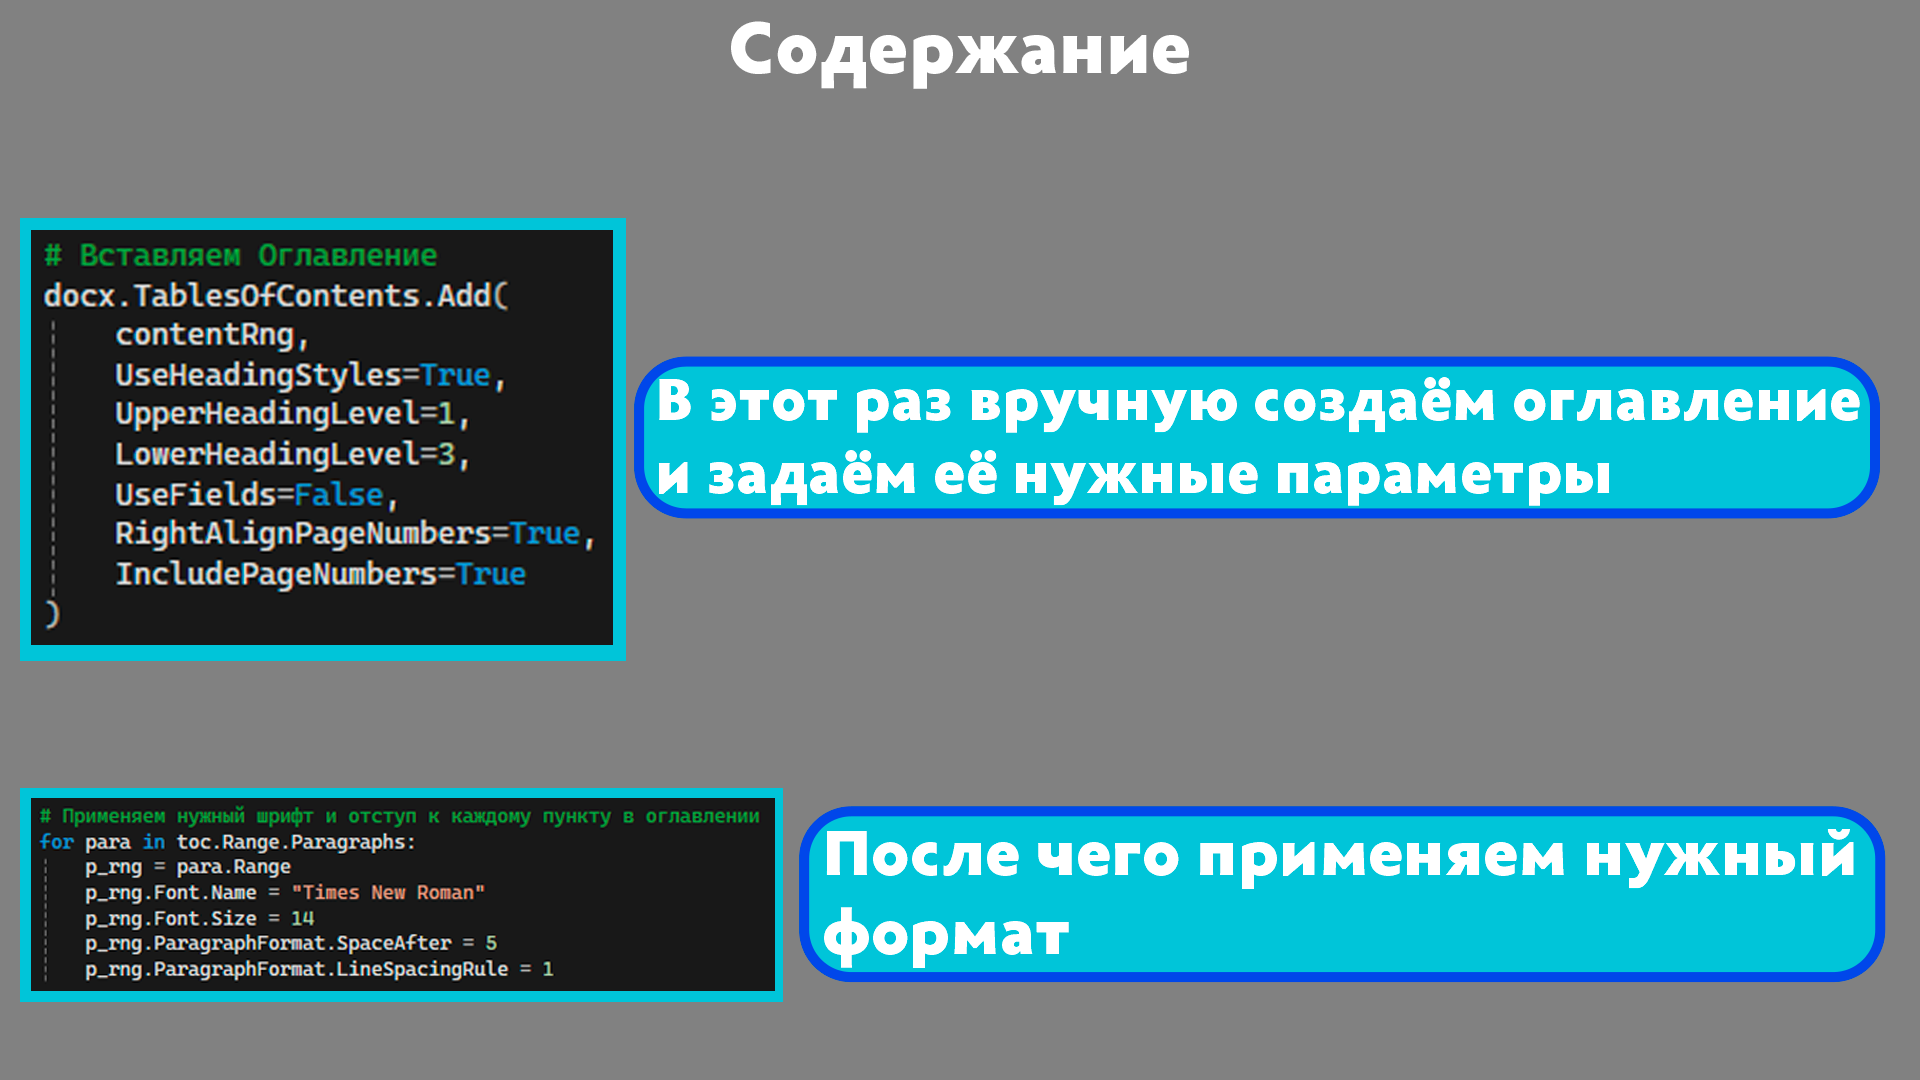 Содержание
# Вставляем Оглавление
docx.TablesOfContents.Add(
contentRng,
UseHeadingStyles=True,
UpperHeadingLevel=1,
LowerHeadingLevel=3,
UseFields=False,
RightAlignPageNumbers=True,
IncludePageNumbers=True
)
В этот раз вручную создаём оглавление
и задаём её нужные параметры
# Применяем нужный шрифт и отступ к каждому пункту в оглавлении
for para in toc.Range.Paragraphs:
p_rng = para.Range
p_rng.Font.Name = "Times New Roman"
p_rng.Font.Size = 14
p_rng.ParagraphFormat.SpaceAfter = 5
p_rng.ParagraphFormat.LineSpacingRule = 1
После чего применяем нужный
формат